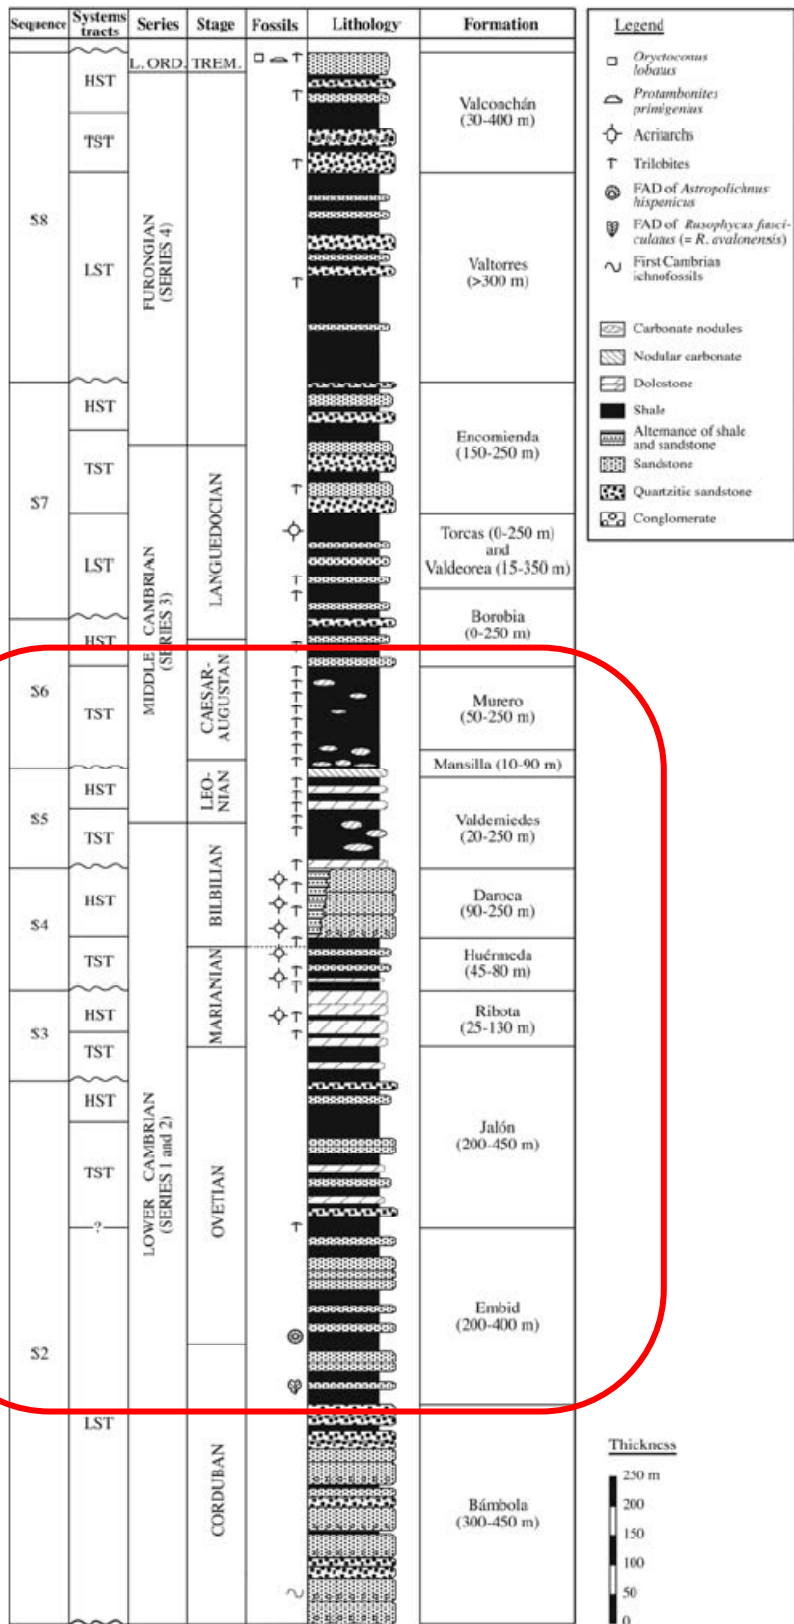 Sequence
Systems
tracts
Series
Stage
Fossils
Lithology
Formation
S8
S7
S6
S5
S4
S3
S2
HST
TST
LST
HST
TST
LST
HST
TST
HST
TST
HST
TST
HST
TST
HST
TST
?
LST
L. ORD.
FURONGIAN
(SERIES 4)
MIDDLE CAMBRIAN
(SERIES 3)
LOWER CAMBRIAN
(SERIES 1 and 2)
TREM.
LANGUEDOCIAN
CAESAR-
AUGUSTAN
LEO-
NIAN
BILBILIAN
MARIANIAN
OVETIAN
CORDUBAN
Valconchán
(30-400 m)
Valtorres
(>300 m)
Encomienda
(150-250 m)
Torcas (0-250 m)
and
Valdeorea (15-350 m)
Borobia
(0-250 m)
Murero
(50-250 m)
Mansilla (10-90 m)
Valdemiedes
(20-250 m)
Daroca
(90-250 m)
Huérmeda
(45-80 m)
Ribota
(25-130 m)
Jalón
(200-450 m)
Embid
(200-400 m)
Bámbola
(300-450 m)
Legend
Oryctoconus
lobatus
Protambonites
primigenius
Acritarchs
Trilobites
FAD of Astropolichnus
hispanicus
FAD of Rusophycus fasci-
culatus (= R. avalonensis)
First Cambrian
ichnofossils
Carbonate nodules
Nodular carbonate
Dolostone
Shale
Alternance of shale
and sandstone
Sandstone
Quartzitic sandstone
Conglomerate
Thickness
250 m
200
150
100
50
0